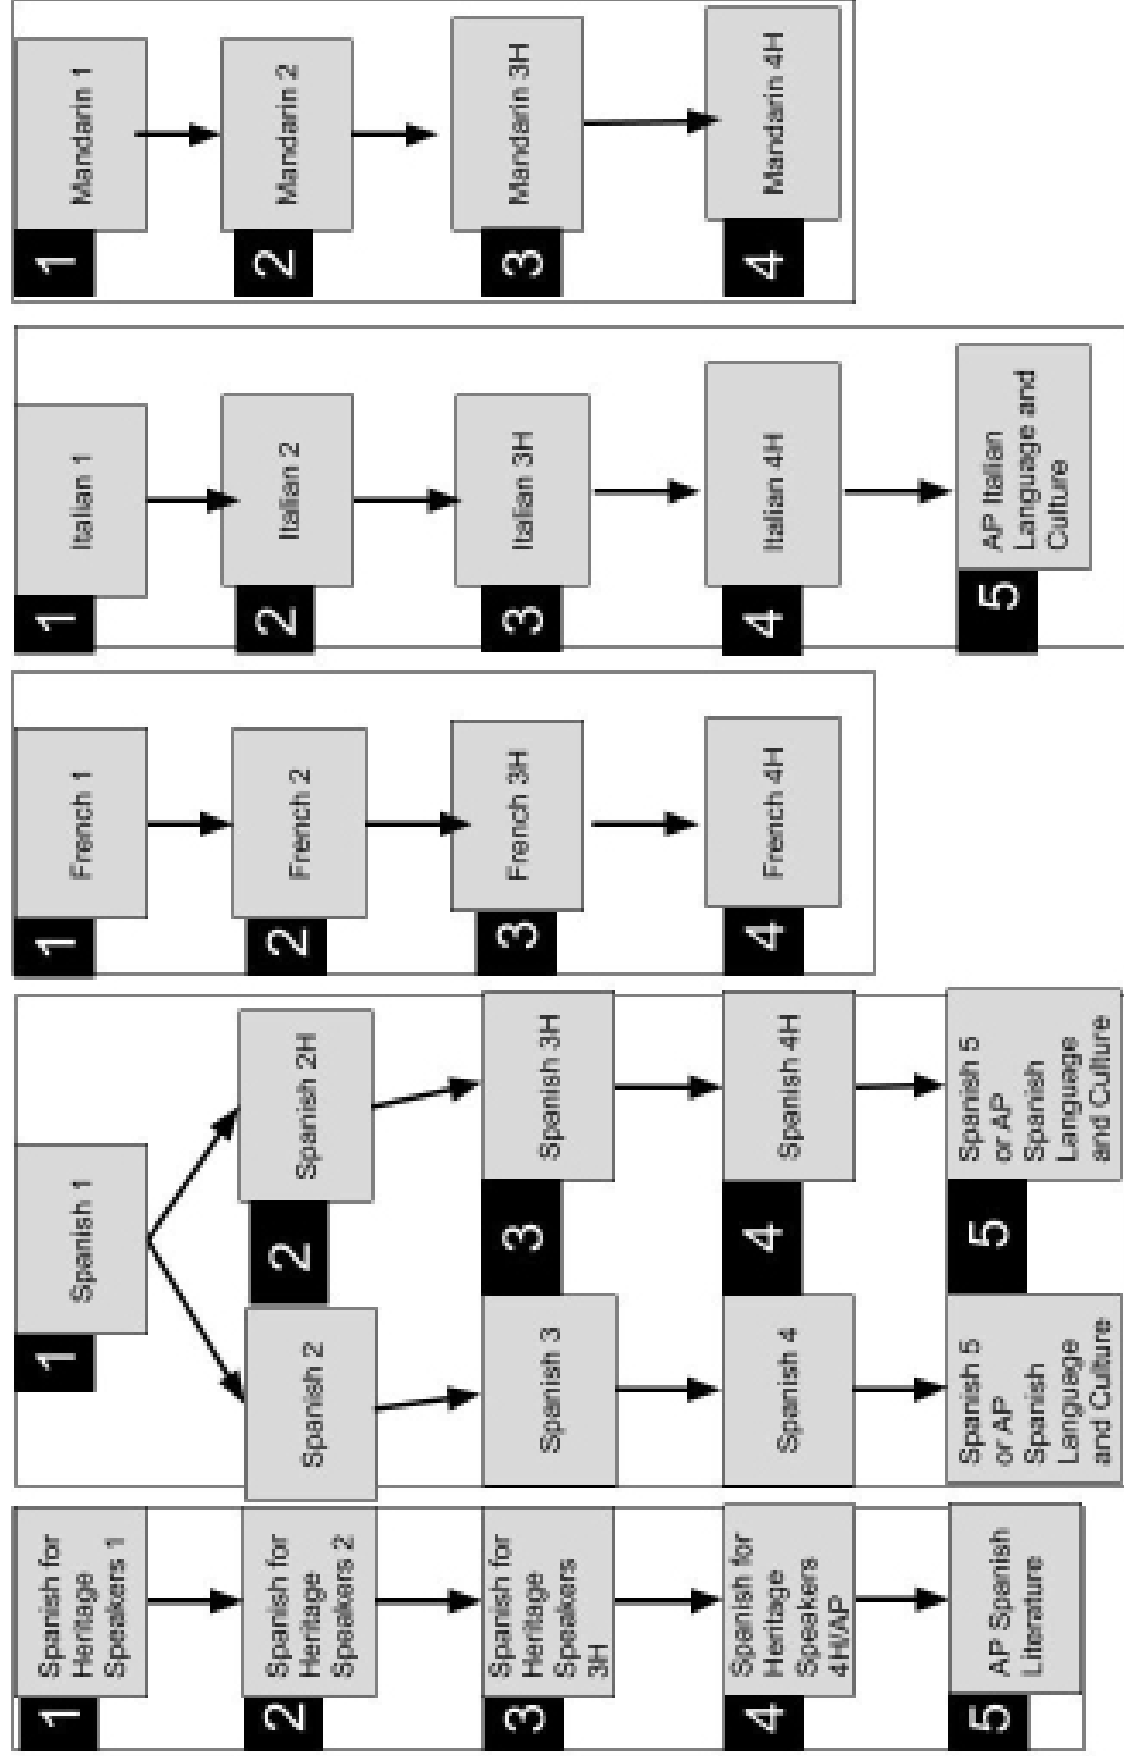 1
Spanish for
Heritage
Speakers 1
2
Spanish for
Heritage
Speakers 2
3
Spanish for
Heritage
Speakers
3H
4
Spanish for
Heritage
Speakers
4H/AP
5
AP Spanish
Literature
1
Spanish 1
Spanish 2
2
Spanish 2H
Spanish 3
3
Spanish 3H
Spanish 4
4
Spanish 4H
Spanish 5
or AP
Spanish
Language
and Culture
5
Spanish 5
or AP
Spanish
Language
and Culture
1
French 1
2
French 2
3
French 3H
4
French 4H
1
Italian 1
2
Italian 2
3
Italian 3H
4
Italian 4H
5
AP Italian
Language and
Culture
1
Mandarin 1
2
Mandarin 2
3
Mandarin 3H
4
Mandarin 4H